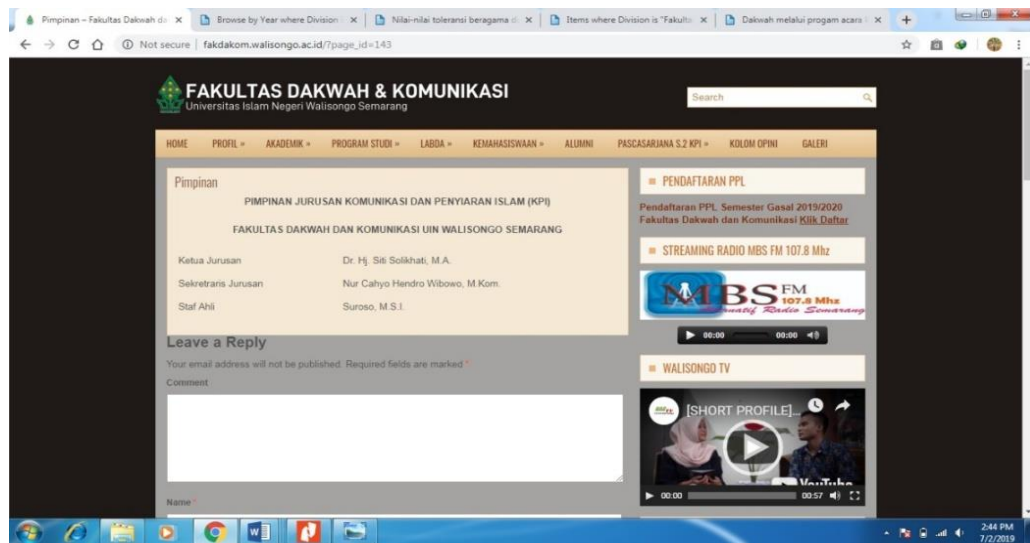 Pimpinan – Fakultas Dakwah da
Browse by Year where Division i
Nilai-nilai toleransi beragama d
Items where Division is "Fakulta
Dakwah melalui progam acara
Not secure | fakdakom.walisongo.ac.id/?page_id=143
FAKULTAS DAKWAH & KOMUNIKASI
Universitas Islam Negeri Walisongo Semarang
Search
HOME PROFIL » AKADEMIK » PROGRAM STUDI » LABDA » KEMAHASISWAAN » ALUMNI PASCASARJANA S.2 KPI » KOLOM OPINI GALERI
Pimpinan
PIMPINAN JURUSAN KOMUNIKASI DAN PENYIARAN ISLAM (KPI)
FAKULTAS DAKWAH DAN KOMUNIKASI UIN WALISONGO SEMARANG
Ketua Jurusan Dr. Hj. Siti Solikhati, M.A.
Sekretraris Jurusan Nur Cahyo Hendro Wibowo, M.Kom.
Staf Ahli Suroso, M.S.I.
Leave a Reply
Your email address will not be published. Required fields are marked *
Comment
Name *
PENDAFTARAN PPL
Pendaftaran PPL Semester Gasal 2019/2020
Fakultas Dakwah dan Komunikasi Klik Daftar
STREAMING RADIO MBS FM 107.8 Mhz
MBS FM
107.8 Mhz
Radio Semarang
00:00 00:00
WALISONGO TV
[SHORT PROFILE]...
YouTube
00:00 00:57
2:44 PM
7/2/2019